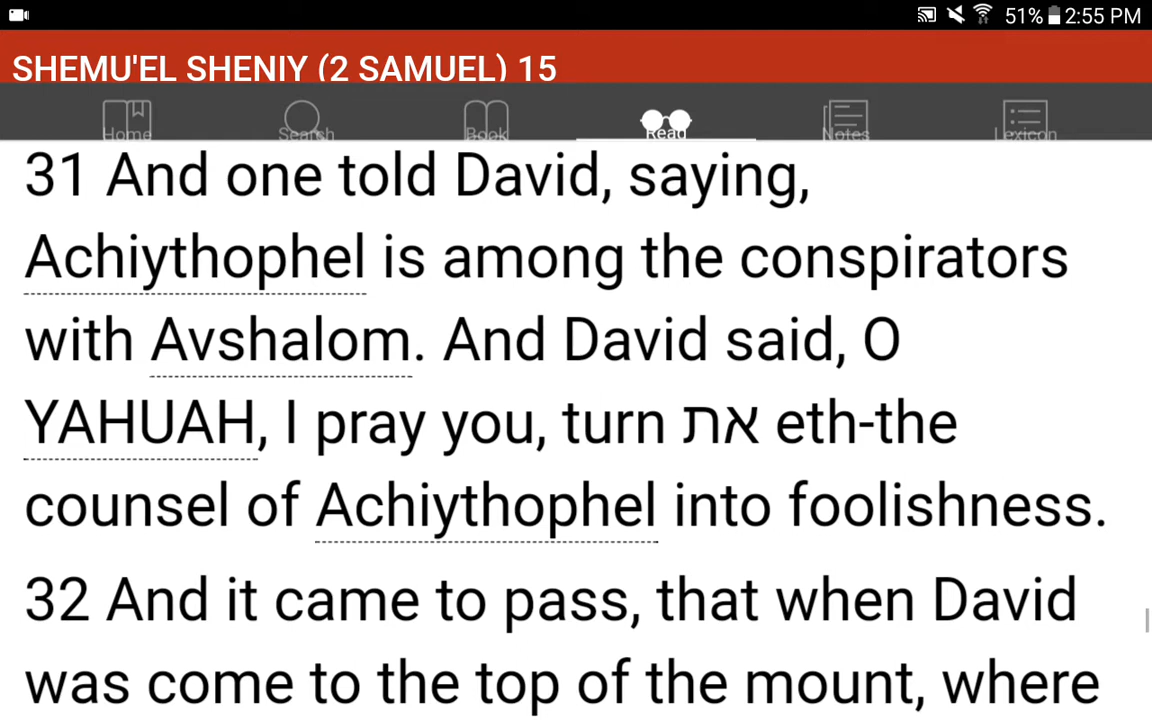 51% 2:55 PM
SHEMU'EL SHENIY (2 SAMUEL) 15
Home Search Book Read Notes Lexicon
31 And one told David, saying,
Achiythophel is among the conspirators
with Avshalom. And David said, O
YAHUAH, I pray you, turn את eth-the
counsel of Achiythophel into foolishness.
32 And it came to pass, that when David
was come to the top of the mount, where